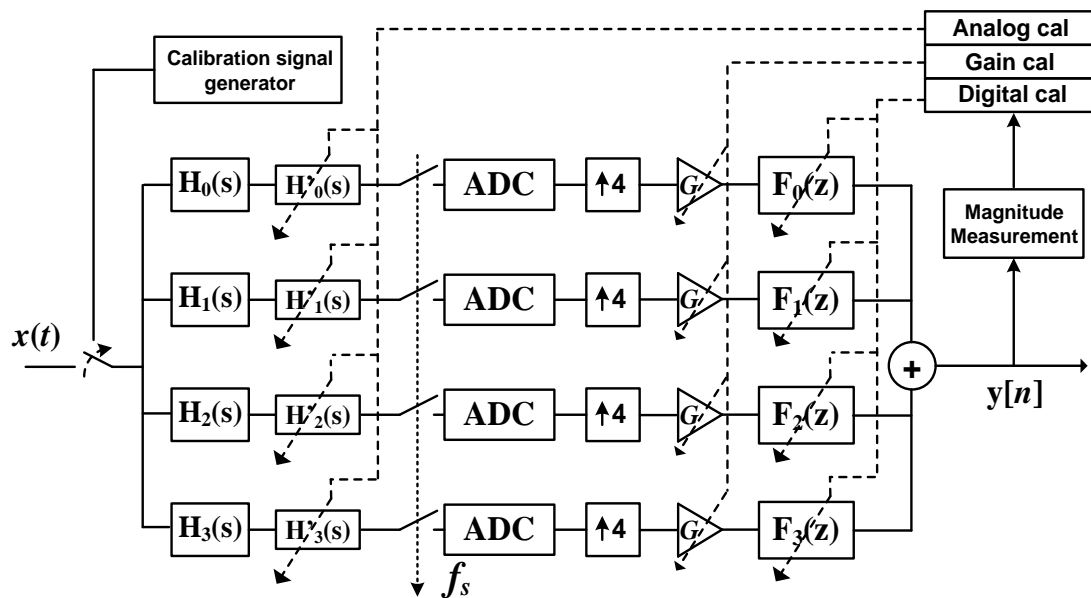 Analog cal
Calibration signal
generator
Gain cal
Digital cal
H₀(s) H'₀(s) ADC ↑4 G F₀(z)
Magnitude
Measurement
H₁(s) H'₁(s) ADC ↑4 G F₁(z)
x(t)
+
y[n]
H₂(s) H'₂(s) ADC ↑4 G F₂(z)
H₃(s) H'₃(s) ADC ↑4 G F₃(z)
fₛ